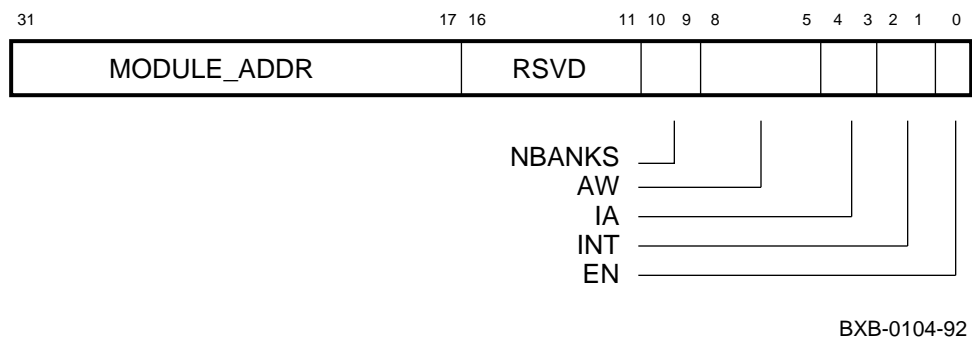 31 17 16 11 10 9 8 5 4 3 2 1 0
MODULE_ADDR RSVD
NBANKS
AW
IA
INT
EN
BXB-0104-92